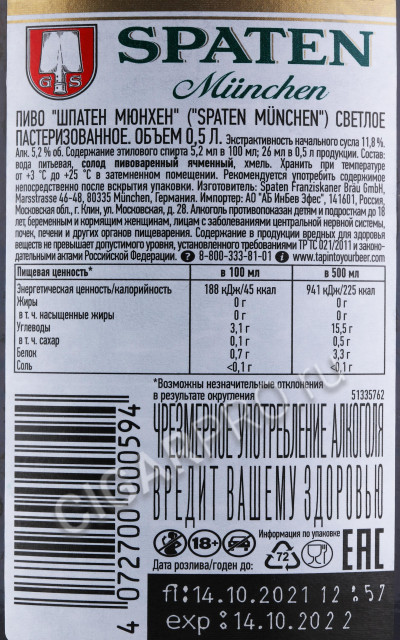 G S
SPATEN
München
ПИВО "ШПАТЕН МЮНХЕН" ("SPATEN MÜNCHEN") СВЕТЛОЕ
ПАСТЕРИЗОВАННОЕ. ОБЪЕМ 0,5 Л. Экстрактивность начального сусла 11,8 %.
Алк. 5,2 % об. Содержание этилового спирта 5,2 мл в 100 мл; 26 мл в 0,5 л продукта. Состав:
вода питьевая, солод пивоваренный ячменный, хмель. Хранить при температуре
от +3 °С до +25 °С в затемненном помещении. Рекомендуется употребить содержимое
непосредственно после вскрытия упаковки. Изготовитель: Spaten Franziskaner Bräu GmbH,
Marsstrasse 46-48, 80335 München, Германия. Импортер: АО "АБ ИнБев Эфес", 141601, Россия,
Московская обл., г. Клин, ул. Московская, д. 28. Алкоголь противопоказан детям и подросткам до 18
лет, беременным и кормящим женщинам, лицам с заболеваниями центральной нервной системы,
почек, печени и других органов пищеварения. Содержание в продукции вредных для здоровья
веществ не превышает допустимого уровня, установленного требованиями ТР ТС 021/2011 и законо-
дательными актами Российской Федерации. ? 8-800-333-81-01 i www.tapintoyourbeer.com
Пищевая ценность* в 100 мл в 500 мл
Энергетическая ценность/калорийность 188 кДж/45 ккал 941 кДж/225 ккал
Жиры 0 г 0 г
в т. ч. насыщенные жиры 0 г 0 г
Углеводы 3,1 г 15,5 г
в т. ч. сахар 0,1 г 0,5 г
Белок 0,7 г 3,3 г
Соль <0,1 г <0,1 г
*Возможны незначительные отклонения
в результате округления 51335762
ЧРЕЗМЕРНОЕ УПОТРЕБЛЕНИЕ АЛКОГОЛЯ
ВРЕДИТ ВАШЕМУ ЗДОРОВЬЮ
4 072700 000594
18+
Информация по упаковке
72
EAC
Дата розлива/годен до:
fl:14.10.2021 12:57
exp:14.10.2022
CIGARPRO.ru